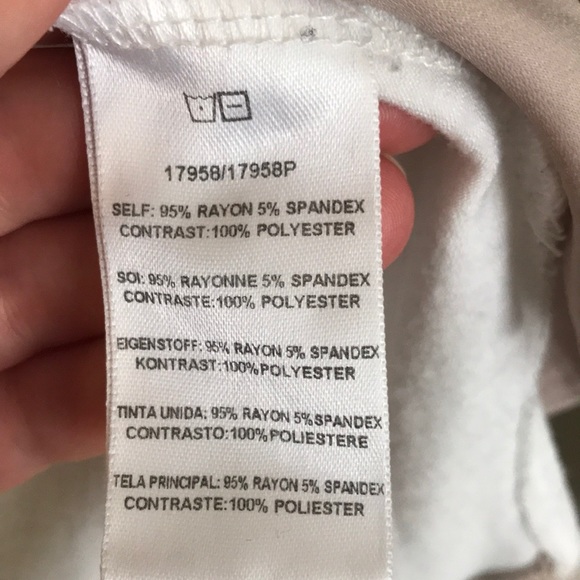 17958/17958P
SELF: 95% RAYON 5% SPANDEX
CONTRAST:100% POLYESTER
SOI: 95% RAYONNE 5% SPANDEX
CONTRASTE:100% POLYESTER
EIGENSTOFF: 95% RAYON 5% SPANDEX
KONTRAST:100%POLYESTER
TINTA UNIDA: 95% RAYON 5%SPANDEX
CONTRASTO:100%POLIESTERE
TELA PRINCIPAL: 95% RAYON 5% SPANDEX
CONTRASTE:100% POLIESTER